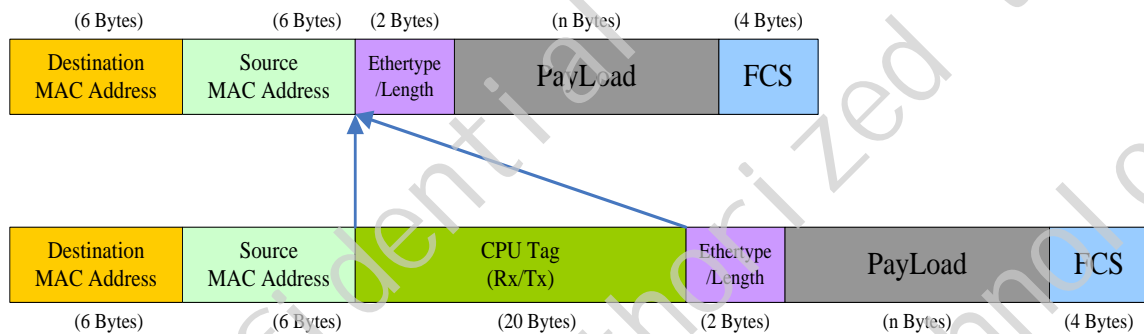 (6 Bytes) (6 Bytes) (2 Bytes) (n Bytes) (4 Bytes)
Destination MAC Address
Source MAC Address
Ethertype /Length
PayLoad
FCS
Destination MAC Address
Source MAC Address
CPU Tag (Rx/Tx)
Ethertype /Length
PayLoad
FCS
(6 Bytes) (6 Bytes) (20 Bytes) (2 Bytes) (n Bytes) (4 Bytes)